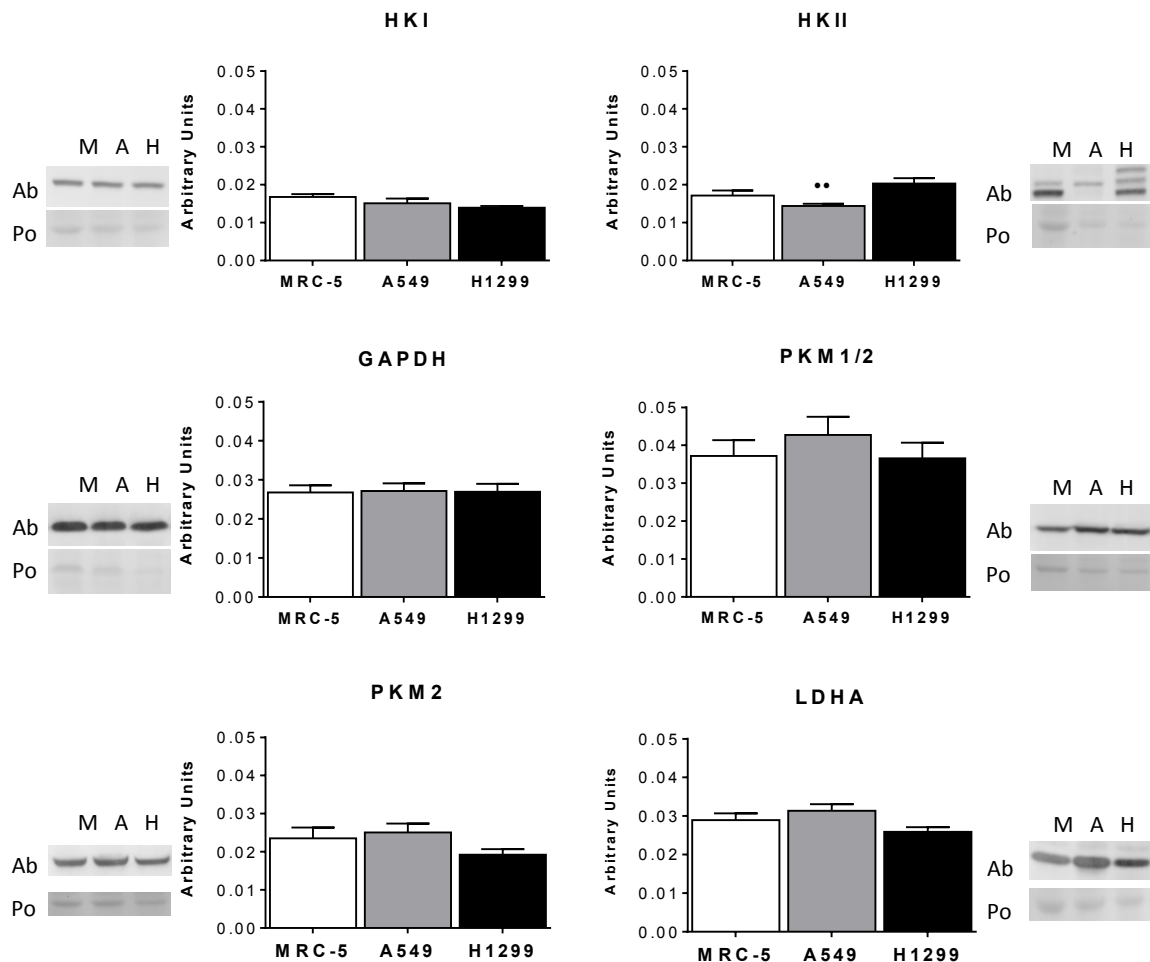 HKI
HKII
0.05
0.04
0.03
0.02
0.01
0.00
Arbitrary Units
MRC-5 A549 H1299
M A H
Ab
Po
0.05
0.04
0.03
0.02
0.01
0.00
Arbitrary Units
••
MRC-5 A549 H1299
M A H
Ab
Po
GAPDH
PKM1/2
0.05
0.04
0.03
0.02
0.01
0.00
Arbitrary Units
MRC-5 A549 H1299
M A H
Ab
Po
0.05
0.04
0.03
0.02
0.01
0.00
Arbitrary Units
MRC-5 A549 H1299
M A H
Ab
Po
PKM2
LDHA
0.05
0.04
0.03
0.02
0.01
0.00
Arbitrary Units
MRC-5 A549 H1299
M A H
Ab
Po
0.05
0.04
0.03
0.02
0.01
0.00
Arbitrary Units
MRC-5 A549 H1299
M A H
Ab
Po